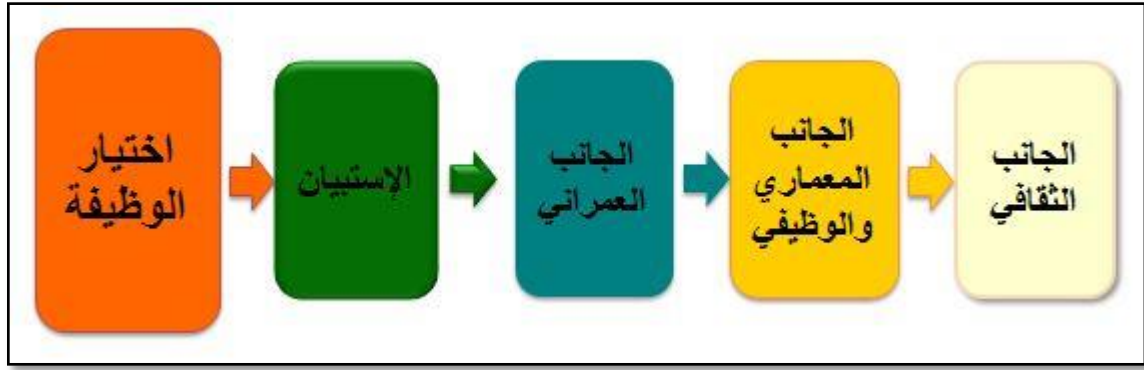 اختيار
الوظيفة
الإستبيان
الجانب
العمراني
الجانب
المعماري
والوظيفي
الجانب
الثقافي